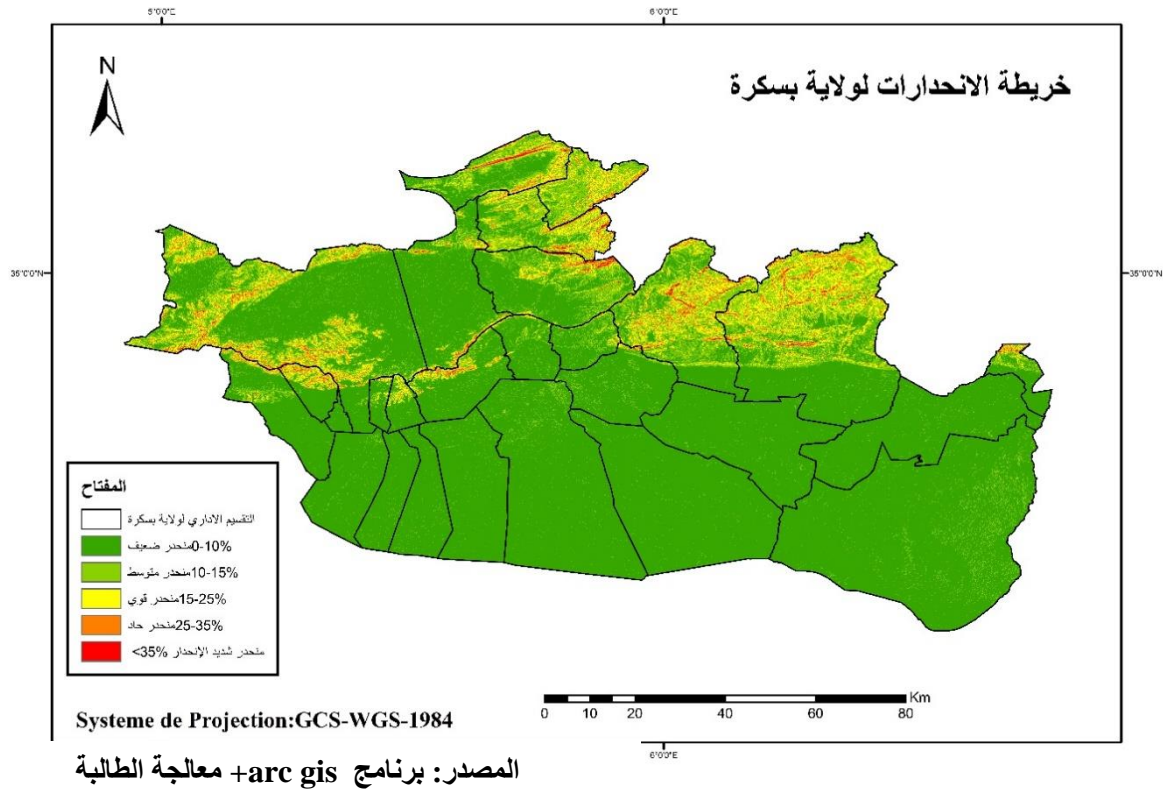 5°0'0"E 6°0'0"E
N
خريطة الانحدارات لولاية بسكرة
35°0'0"N 35°0'0"N
المفتاح
التقسيم الاداري لولاية بسكرة
0-10%منحدر ضعيف
10-15%منحدر متوسط
15-25%منحدر قوي
25-35%منحدر حاد
منحدر شديد الإنحدار %35<
Km
0 10 20 40 60 80
Systeme de Projection:GCS-WGS-1984
6°0'0"E
المصدر: برنامج arc gis+ معالجة الطالبة